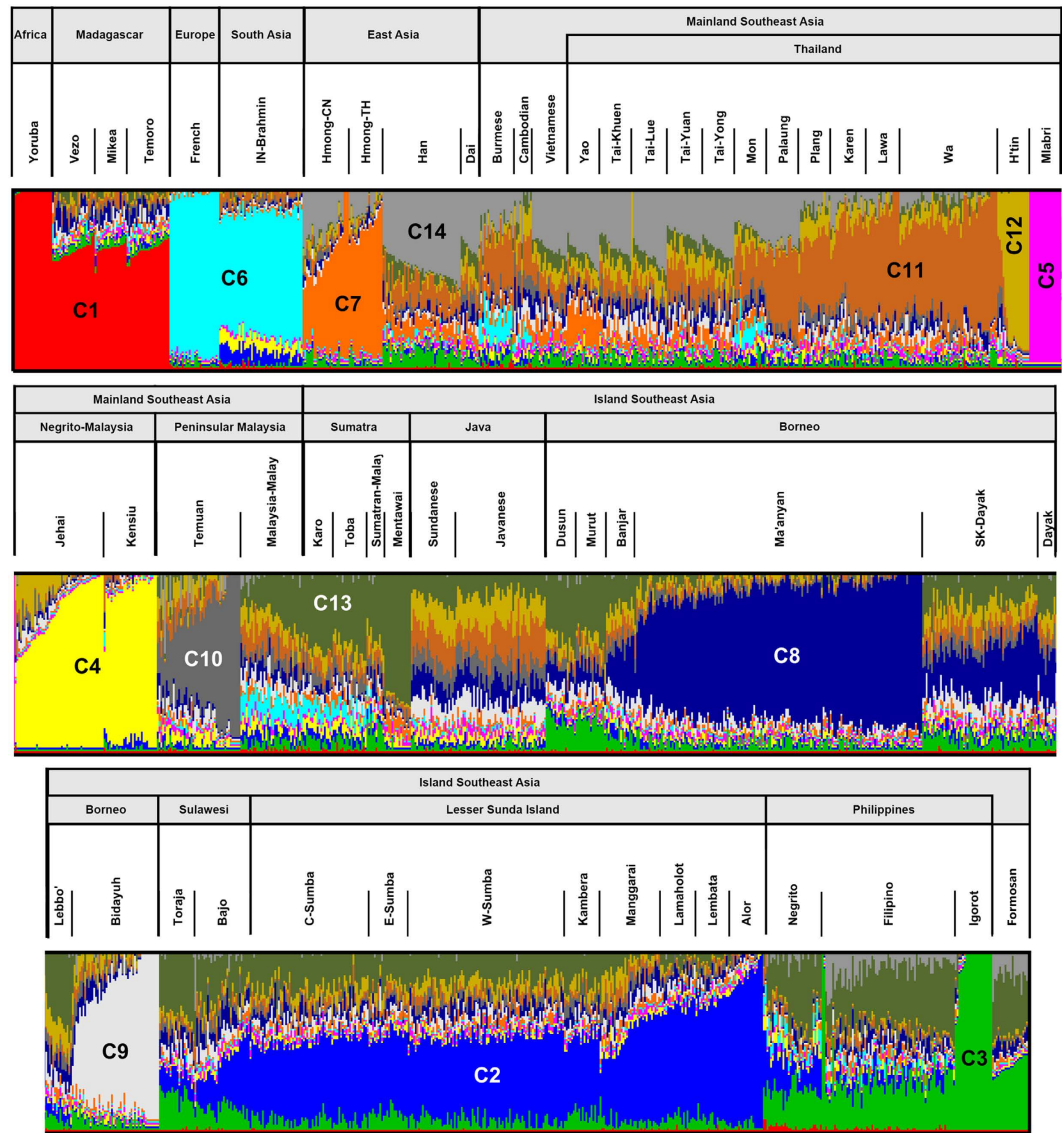 Mainland Southeast Asia
Africa Madagascar Europe South Asia East Asia
Thailand
Yoruba Vezo Mikea Temoro French IN-Brahmin Hmong-CN Hmong-TH Han Dai Burmese Cambodian Vietnamese Yao Tai-Khuen Tai-Lue Tai-Yuan Tai-Yong Mon Palaung Plang Karen Lawa Wa H'tin Mlabri
C1 C6 C7 C14 C11 C12 C5
Mainland Southeast Asia Island Southeast Asia
Negrito-Malaysia Peninsular Malaysia Sumatra Java Borneo
Jehai Kensiu Temuan Malaysia-Malay Karo Toba Sumatran-Malay Mentawai Sundanese Javanese Dusun Murut Banjar Ma'anyan SK-Dayak Dayak
C4 C10 C13 C8
Island Southeast Asia
Borneo Sulawesi Lesser Sunda Island Philippines
Lebbo' Bidayuh Toraja Bajo C-Sumba E-Sumba W-Sumba Kambera Manggarai Lamaholot Lembata Alor Negrito Filipino Igorot Formosan
C9 C2 C3